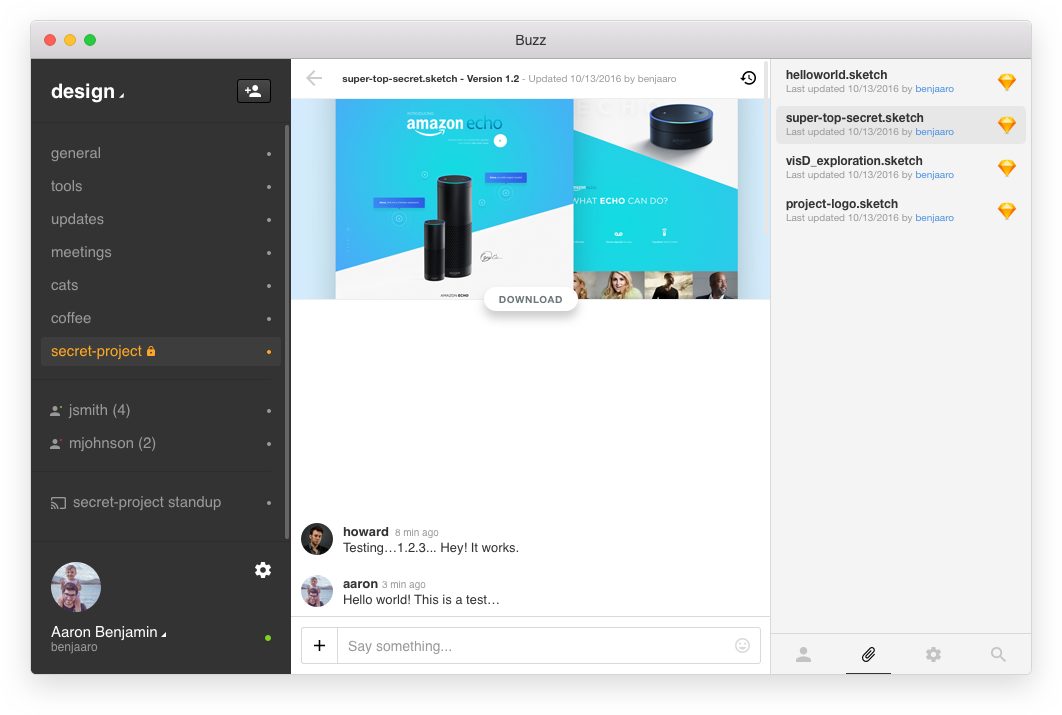 Buzz
design
general
tools
updates
meetings
cats
coffee
secret-project
jsmith (4)
mjohnson (2)
secret-project standup
Aaron Benjamin
benjaaro
super-top-secret.sketch - Version 1.2 - Updated 10/13/2016 by benjaaro
INTRODUCING
amazon echo
WHAT ECHO CAN DO?
AMAZON ECHO
DOWNLOAD
howard 8 min ago
Testing…1.2.3... Hey! It works.
aaron 3 min ago
Hello world! This is a test…
Say something...
helloworld.sketch
Last updated 10/13/2016 by benjaaro
super-top-secret.sketch
Last updated 10/13/2016 by benjaaro
visD_exploration.sketch
Last updated 10/13/2016 by benjaaro
project-logo.sketch
Last updated 10/13/2016 by benjaaro